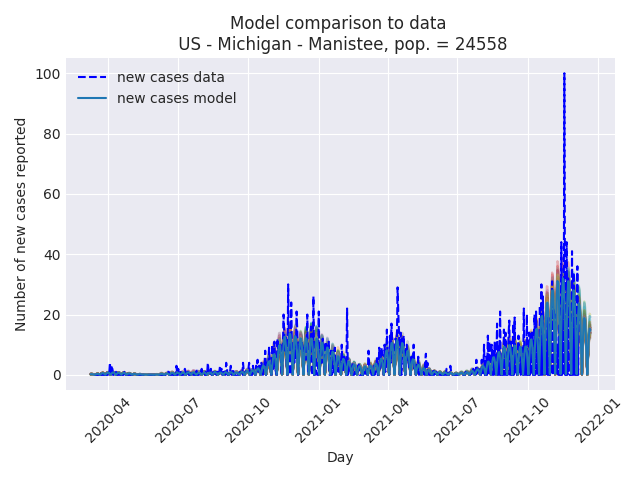 Model comparison to data
US - Michigan - Manistee, pop. = 24558
new cases data
new cases model
Number of new cases reported
100
80
60
40
20
0
2020-04
2020-07
2020-10
2021-01
2021-04
2021-07
2021-10
2022-01
Day